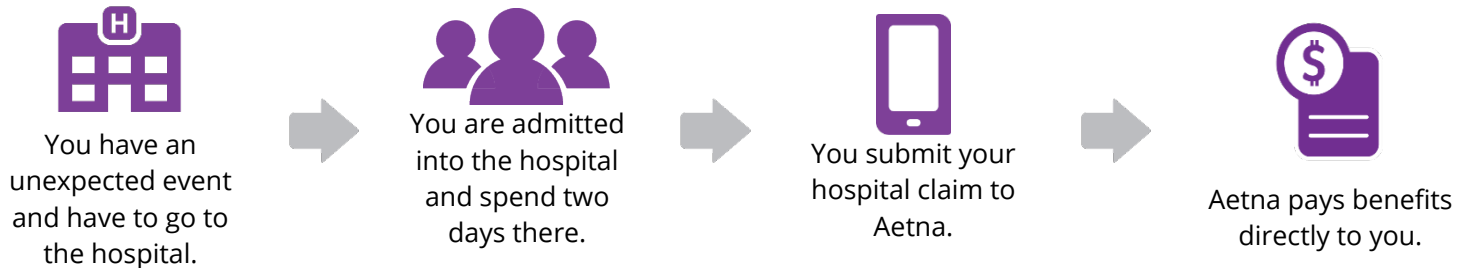 H
You have an
unexpected event
and have to go to
the hospital.
You are admitted
into the hospital
and spend two
days there.
You submit your
hospital claim to
Aetna.
$
Aetna pays benefits
directly to you.